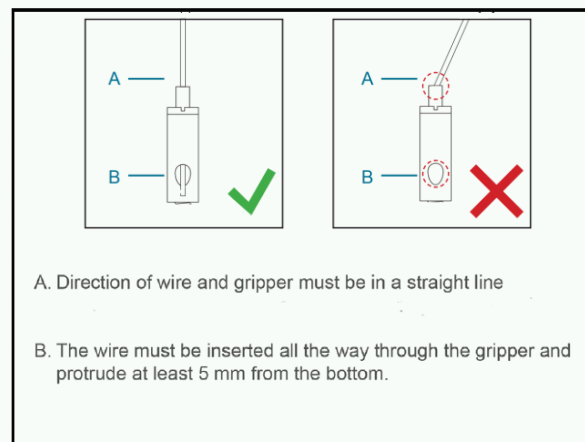 A A
B B
A. Direction of wire and gripper must be in a straight line
B. The wire must be inserted all the way through the gripper and
protrude at least 5 mm from the bottom.